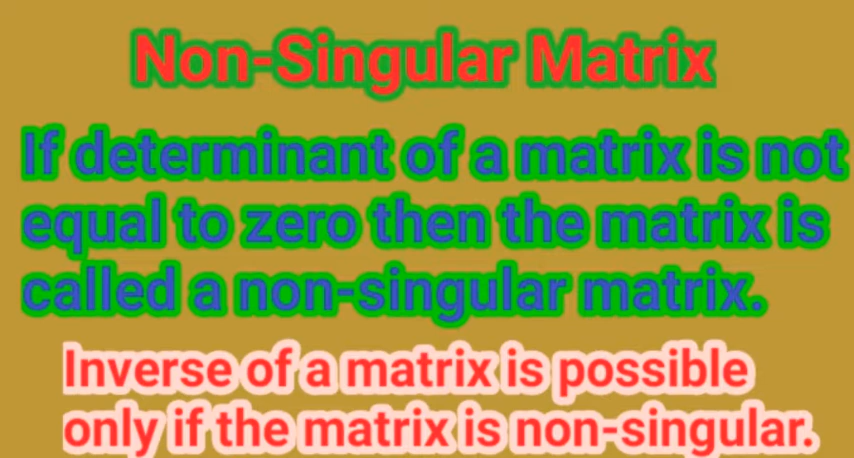 Non-Singular Matrix
If determinant of a matrix is not
equal to zero then the matrix is
called a non-singular matrix.
Inverse of a matrix is possible
only if the matrix is non-singular.